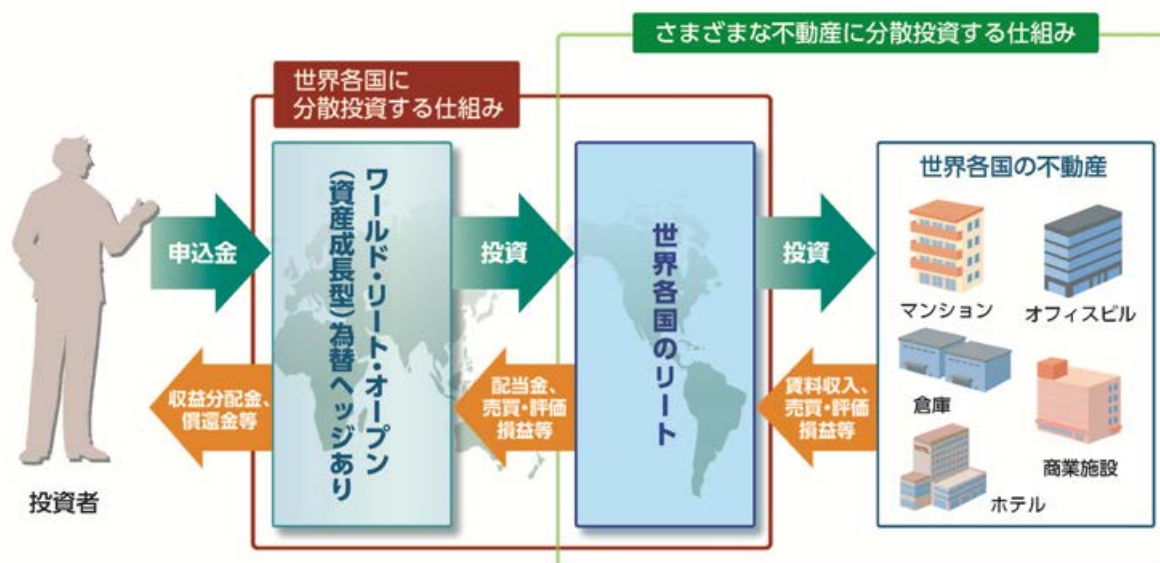 さまざまな不動産に分散投資する仕組み
世界各国に
分散投資する仕組み
投資者
申込金
収益分配金、
償還金等
ワールド・リート・オープン
(資産成長型)為替ヘッジあり
投資
配当金、
売買・評価
損益等
世界各国のリート
投資
賃料収入、
売買・評価
損益等
世界各国の不動産
マンション
オフィスビル
倉庫
商業施設
ホテル